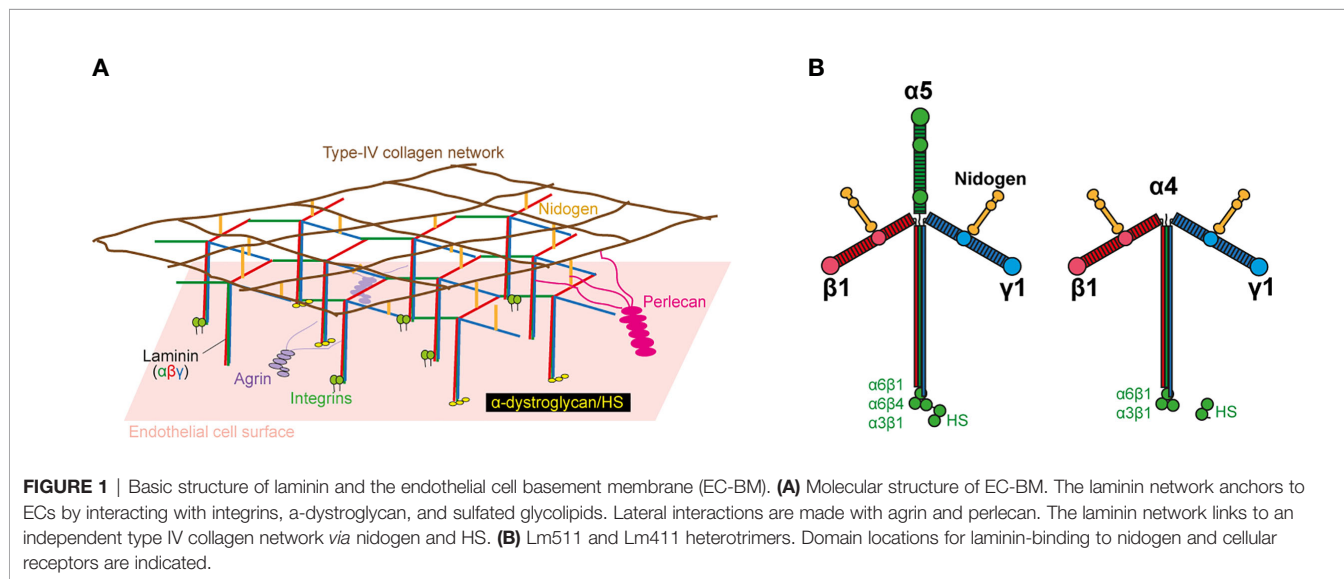 A
Type-IV collagen network
Nidogen
Perlecan
Laminin
(αβγ)
Agrin
Integrins
α-dystroglycan/HS
Endothelial cell surface
B
α5
Nidogen
β1
γ1
α6β1
α6β4
α3β1
HS
α4
β1
γ1
α6β1
α3β1
HS
FIGURE 1 | Basic structure of laminin and the endothelial cell basement membrane (EC-BM). (A) Molecular structure of EC-BM. The laminin network anchors to
ECs by interacting with integrins, a-dystroglycan, and sulfated glycolipids. Lateral interactions are made with agrin and perlecan. The laminin network links to an
independent type IV collagen network via nidogen and HS. (B) Lm511 and Lm411 heterotrimers. Domain locations for laminin-binding to nidogen and cellular
receptors are indicated.